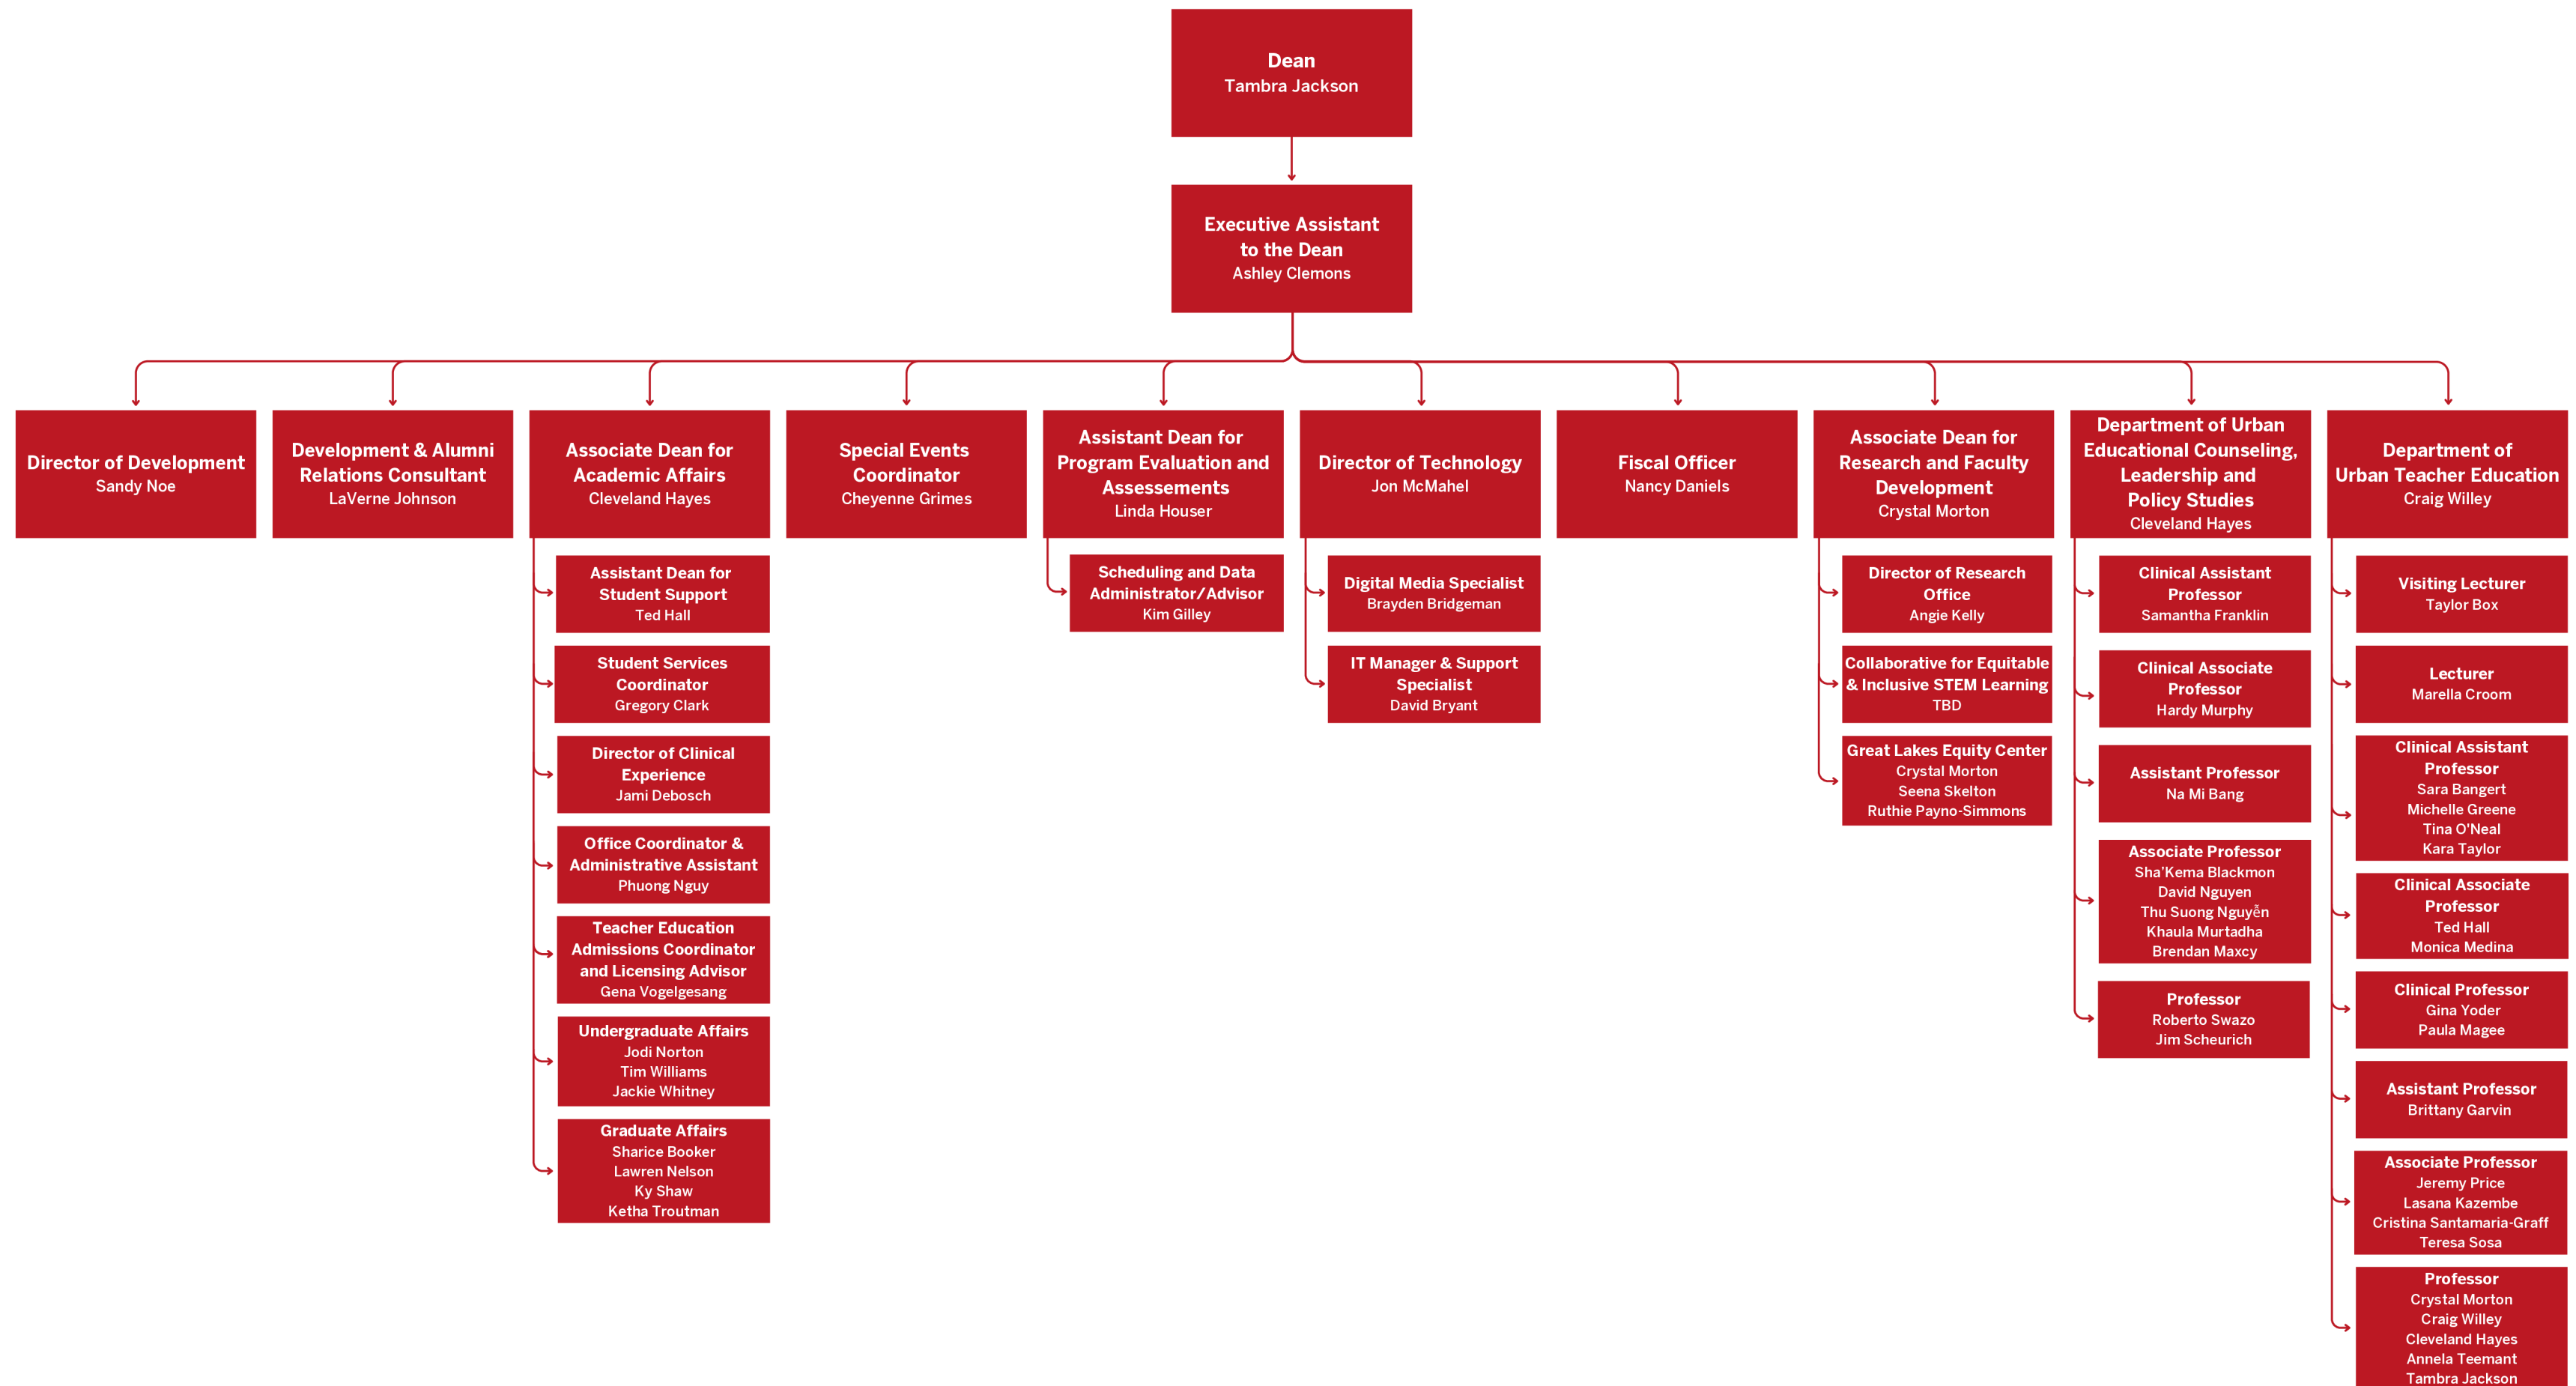 Dean
Tambra Jackson
Executive Assistant
to the Dean
Ashley Clemons
Director of Development
Sandy Noe
Development & Alumni
Relations Consultant
LaVerne Johnson
Associate Dean for
Academic Affairs
Cleveland Hayes
Assistant Dean for
Student Support
Ted Hall
Student Services
Coordinator
Gregory Clark
Director of Clinical
Experience
Jami Debosch
Office Coordinator &
Administrative Assistant
Phuong Nguy
Teacher Education
Admissions Coordinator
and Licensing Advisor
Gena Vogelgesang
Undergraduate Affairs
Jodi Norton
Tim Williams
Jackie Whitney
Graduate Affairs
Sharice Booker
Lawren Nelson
Ky Shaw
Ketha Troutman
Special Events
Coordinator
Cheyenne Grimes
Assistant Dean for
Program Evaluation and
Assessements
Linda Houser
Scheduling and Data
Administrator/Advisor
Kim Gilley
Director of Technology
Jon McMahel
Digital Media Specialist
Brayden Bridgeman
IT Manager & Support
Specialist
David Bryant
Fiscal Officer
Nancy Daniels
Associate Dean for
Research and Faculty
Development
Crystal Morton
Director of Research
Office
Angie Kelly
Collaborative for Equitable
& Inclusive STEM Learning
TBD
Great Lakes Equity Center
Crystal Morton
Seena Skelton
Ruthie Payno-Simmons
Department of Urban
Educational Counseling,
Leadership and
Policy Studies
Cleveland Hayes
Clinical Assistant
Professor
Samantha Franklin
Clinical Associate
Professor
Hardy Murphy
Assistant Professor
Na Mi Bang
Associate Professor
Sha'Kema Blackmon
David Nguyen
Thu Suong Nguyễn
Khaula Murtadha
Brendan Maxcy
Professor
Roberto Swazo
Jim Scheurich
Department of
Urban Teacher Education
Craig Willey
Visiting Lecturer
Taylor Box
Lecturer
Marella Croom
Clinical Assistant
Professor
Sara Bangert
Michelle Greene
Tina O'Neal
Kara Taylor
Clinical Associate
Professor
Ted Hall
Monica Medina
Clinical Professor
Gina Yoder
Paula Magee
Assistant Professor
Brittany Garvin
Associate Professor
Jeremy Price
Lasana Kazembe
Cristina Santamaria-Graff
Teresa Sosa
Professor
Crystal Morton
Craig Willey
Cleveland Hayes
Annela Teemant
Tambra Jackson